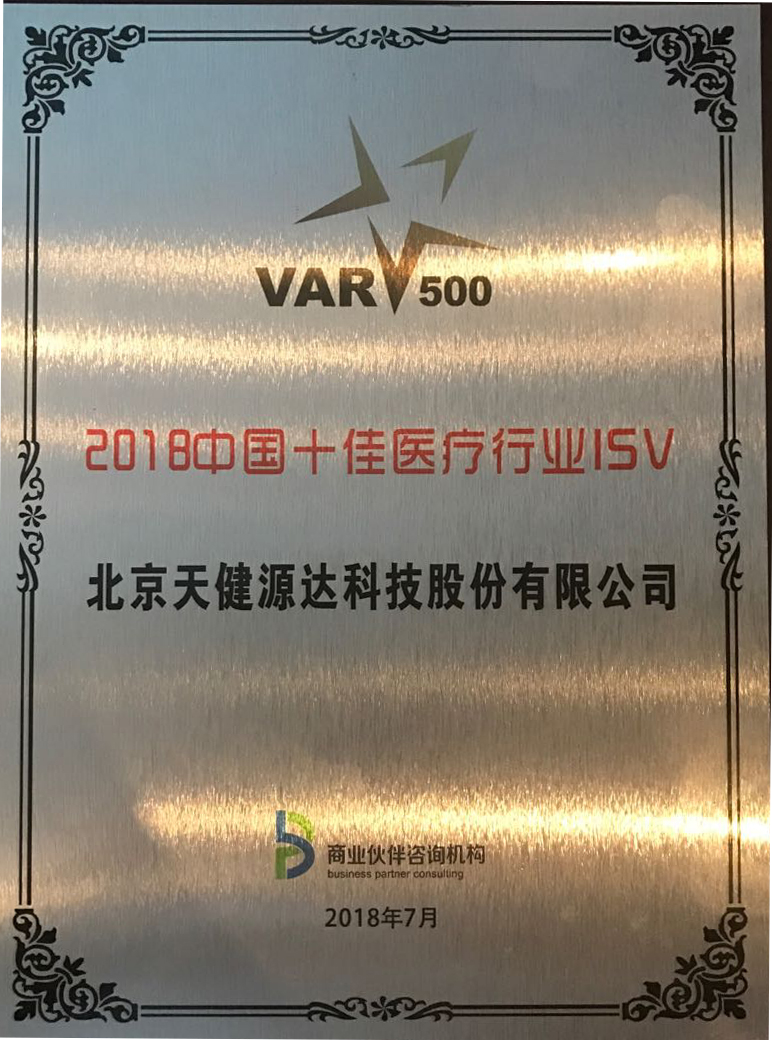 VAR 500
2018中国十佳医疗行业ISV
北京天健源达科技股份有限公司
商业伙伴咨询机构
business partner consulting
2018年7月